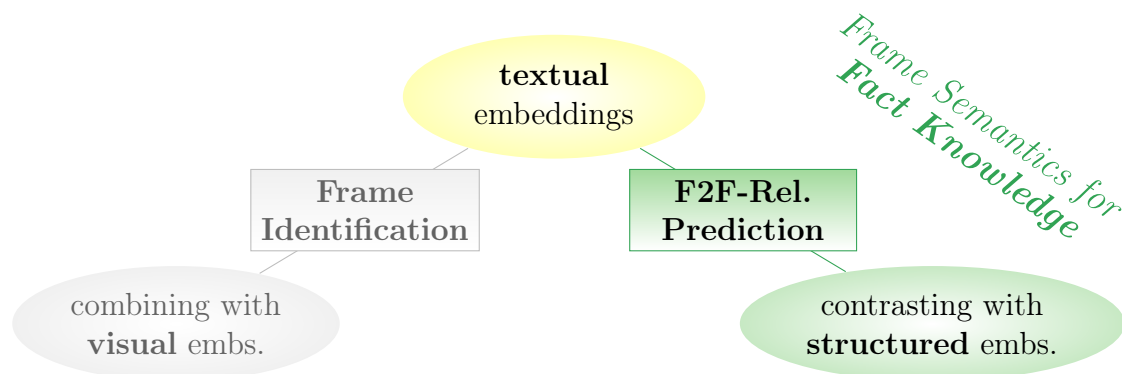 textual
embeddings
Frame Semantics for
Fact Knowledge
Frame
Identification
F2F-Rel.
Prediction
combining with
visual embs.
contrasting with
structured embs.